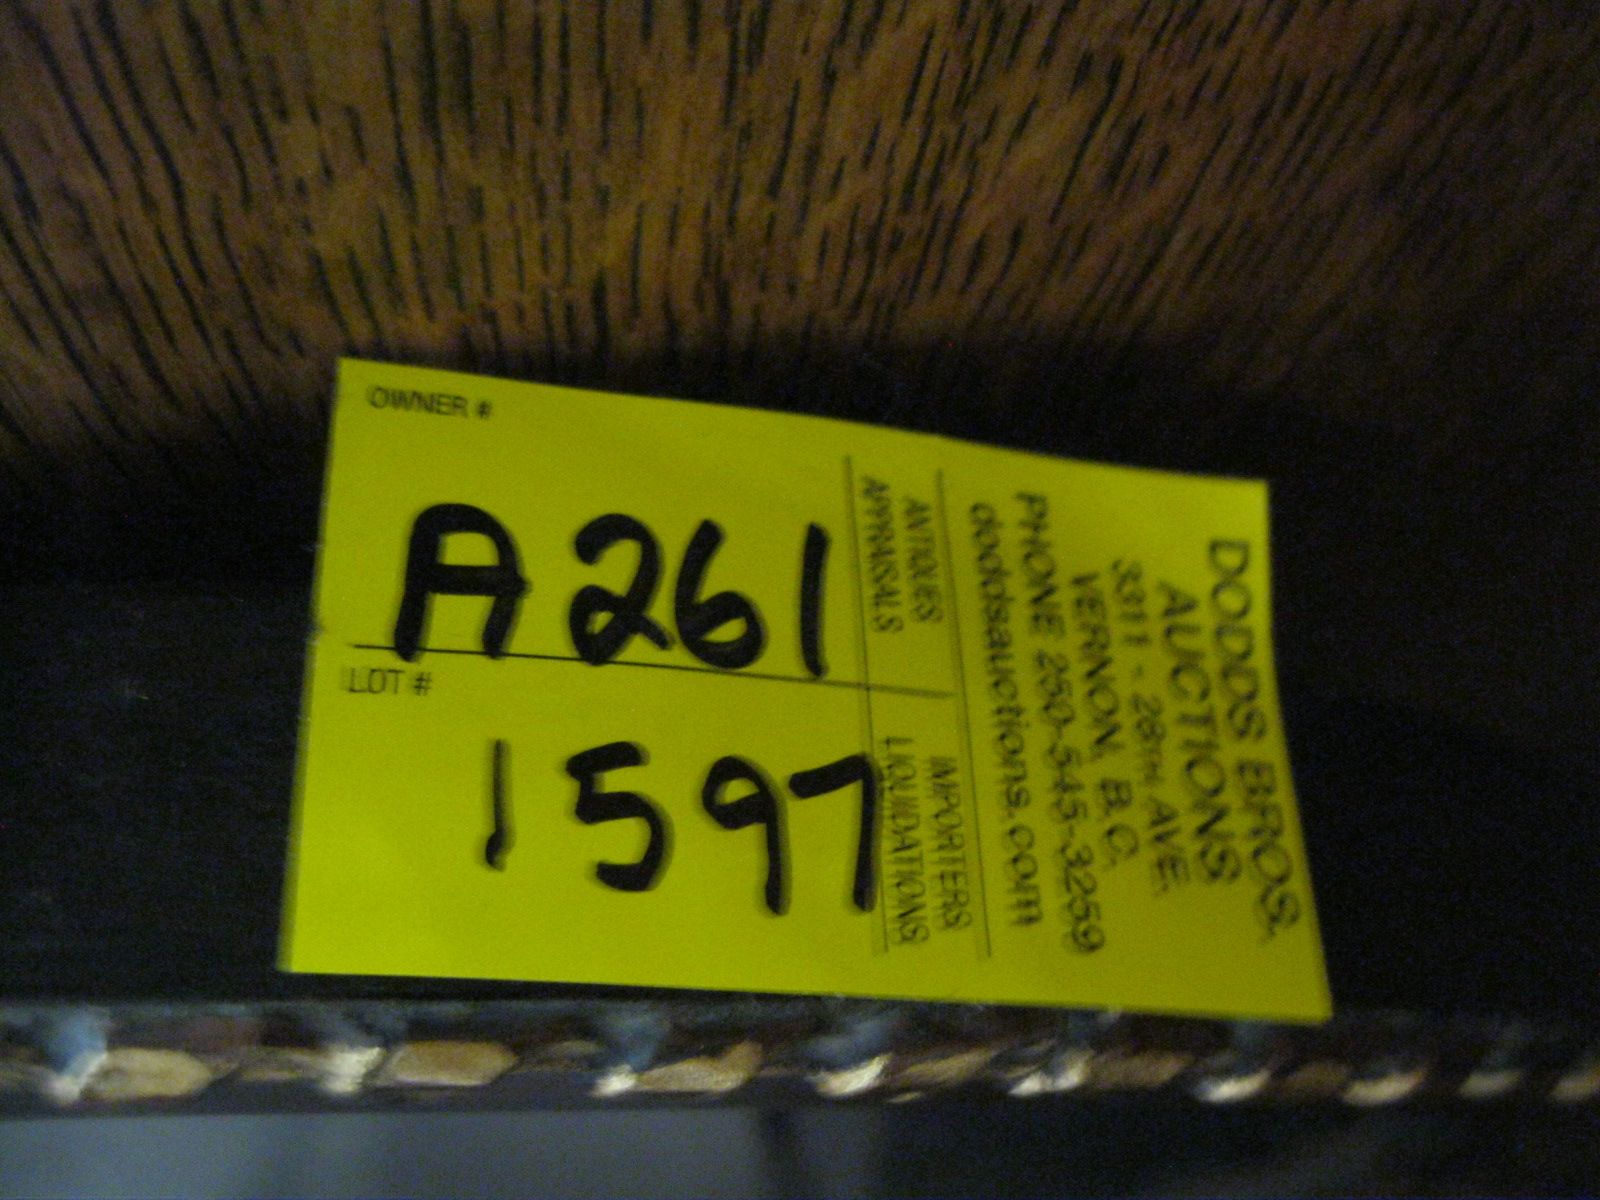 OWNER #
A261
LOT #
1597
DODDS BROS.
AUCTIONS
3311 - 28TH AVE.
VERNON, B.C.
PHONE 250-545-3259
doddsauctions.com
ANTIQUES
APPRAISALS
IMPORTERS
LIQUIDATIONS